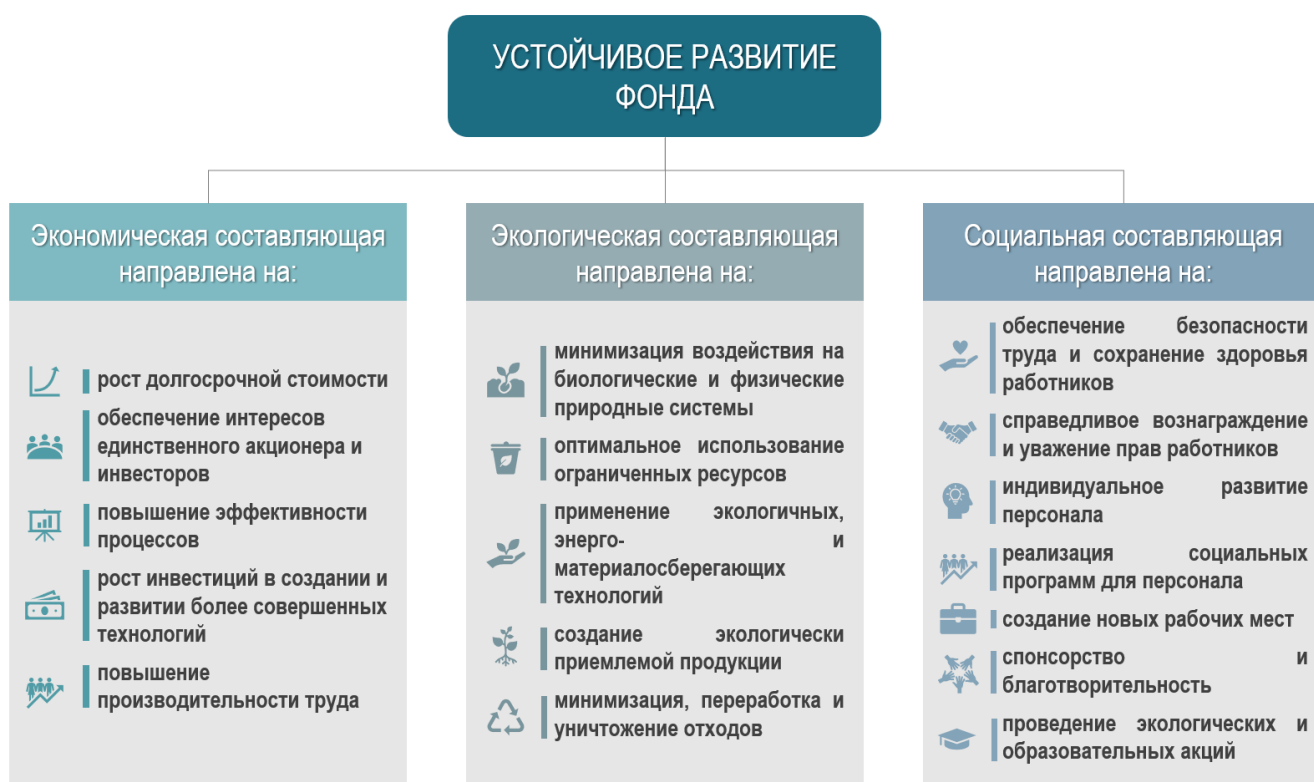 УСТОЙЧИВОЕ РАЗВИТИЕ
ФОНДА
Экономическая составляющая
направлена на:
рост долгосрочной стоимости
обеспечение интересов
единственного акционера и
инвесторов
повышение эффективности
процессов
рост инвестиций в создании и
развитии более совершенных
технологий
повышение
производительности труда
Экологическая составляющая
направлена на:
минимизация воздействия на
биологические и физические
природные системы
оптимальное использование
ограниченных ресурсов
применение экологичных,
энерго- и
материалосберегающих
технологий
создание экологически
приемлемой продукции
минимизация, переработка и
уничтожение отходов
Социальная составляющая
направлена на:
обеспечение безопасности
труда и сохранение здоровья
работников
справедливое вознаграждение
и уважение прав работников
индивидуальное развитие
персонала
реализация социальных
программ для персонала
создание новых рабочих мест
спонсорство и
благотворительность
проведение экологических и
образовательных акций